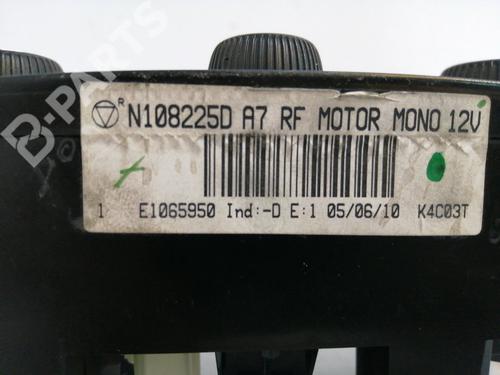 B-PARTS
R N108225D A7 RF MOTOR MONO 12V
1 E1065950 Ind:-D E:1 05/06/10 K4C03T